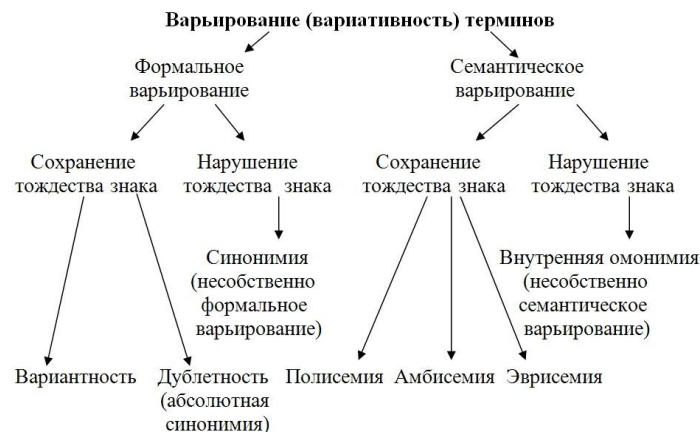 Варьирование (вариативность) терминов
Формальное
варьирование
Семантическое
варьирование
Сохранение
тождества знака
Нарушение
тождества знака
Сохранение
тождества знака
Нарушение
тождества знака
Синонимия
(несобственно
формальное
варьирование)
Внутренняя омонимия
(несобственно
семантическое
варьирование)
Вариантность
Дублетность
(абсолютная
синонимия)
Полисемия
Амбисемия
Эврисемия